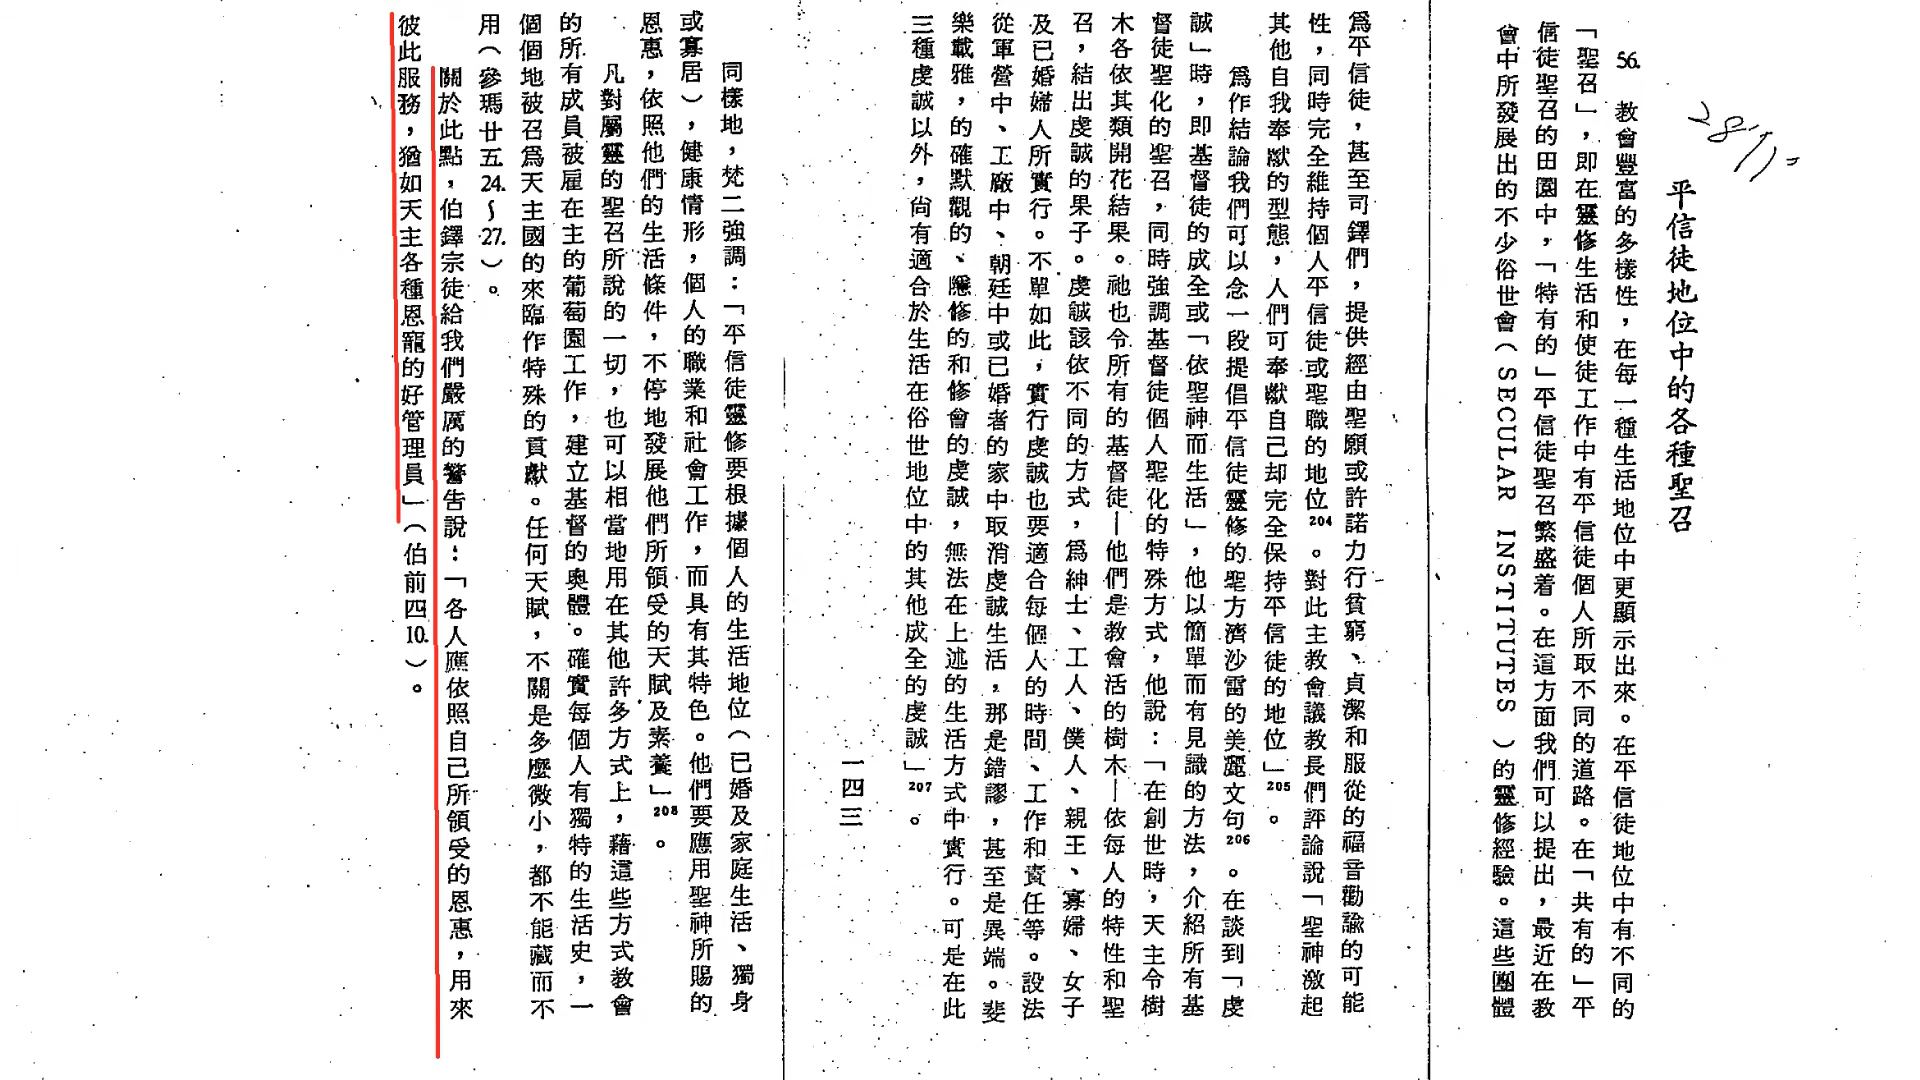 平信徒地位中的各種聖召
56. 教會豐富的多樣性，在每一種生活地位中更顯示出來。在平信徒地位中有不同的
「聖召」，即在靈修生活和使徒工作中有平信徒個人所取不同的道路。在「共有的」平
信徒聖召的田園中，「特有的」平信徒聖召繁盛着。在這方面我們可以提出，最近在教
會中所發展出的不少俗世會（SECULAR INSTITUTES）的靈修經驗。這些團體
爲平信徒，甚至司鐸們，提供經由聖願或許諾力行貧窮、貞潔和服從的福音勸諭的可能
性，同時完全維持個人平信徒或聖職的地位204。對此主教會議教長們評論說「聖神激起
其他自我奉獻的型態，人們可奉獻自己却完全保持平信徒的地位」205。
爲作結論我們可以念一段提倡平信徒靈修的聖方濟沙雷的美麗文句206。在談到「虔
誠」時，即基督徒的成全或「依聖神而生活」，他以簡單而有見識的方法，介紹所有基
督徒聖化的聖召，同時強調基督徒個人聖化的特殊方式，他說：「在創世時，天主令樹
木各依其類開花結果。祂也令所有的基督徒—他們是教會活的樹木—依每人的特性和聖
召，結出虔誠的果子。虔誠該依不同的方式，爲紳士、工人、僕人、親王、寡婦、女子
及已婚婦人所實行。不單如此，實行虔誠也要適合每個人的時間、工作和責任等。設法
從軍營中、工廠中、朝廷中或已婚者的家中取消虔誠生活，那是錯謬，甚至是異端。斐
樂載雅，的確默觀的、隱修的和修會的虔誠，無法在上述的生活方式中實行。可是在此
三種虔誠以外，尙有適合於生活在俗世地位中的其他成全的虔誠」207。
一四三
同樣地，梵二強調：「平信徒靈修要根據個人的生活地位（已婚及家庭生活、獨身
或寡居），健康情形，個人的職業和社會工作，而具有其特色。他們要應用聖神所賜的
恩惠，依照他們的生活條件，不停地發展他們所領受的天賦及素養」208。
凡對屬靈的聖召所說的一切，也可以相當地用在其他許多方式上，藉這些方式教會
的所有成員被雇在主的葡萄園工作，建立基督的奧體。確實每個人有獨特的生活史，一
個個地被召爲天主國的來臨作特殊的貢獻。任何天賦，不關是多麼微小，都不能藏而不
用（參瑪廿五24.～27.）。
關於此點，伯鐸宗徒給我們嚴厲的警告說：「各人應依照自己所領受的恩惠，用來
彼此服務，猶如天主各種恩寵的好管理員」（伯前四10.）。